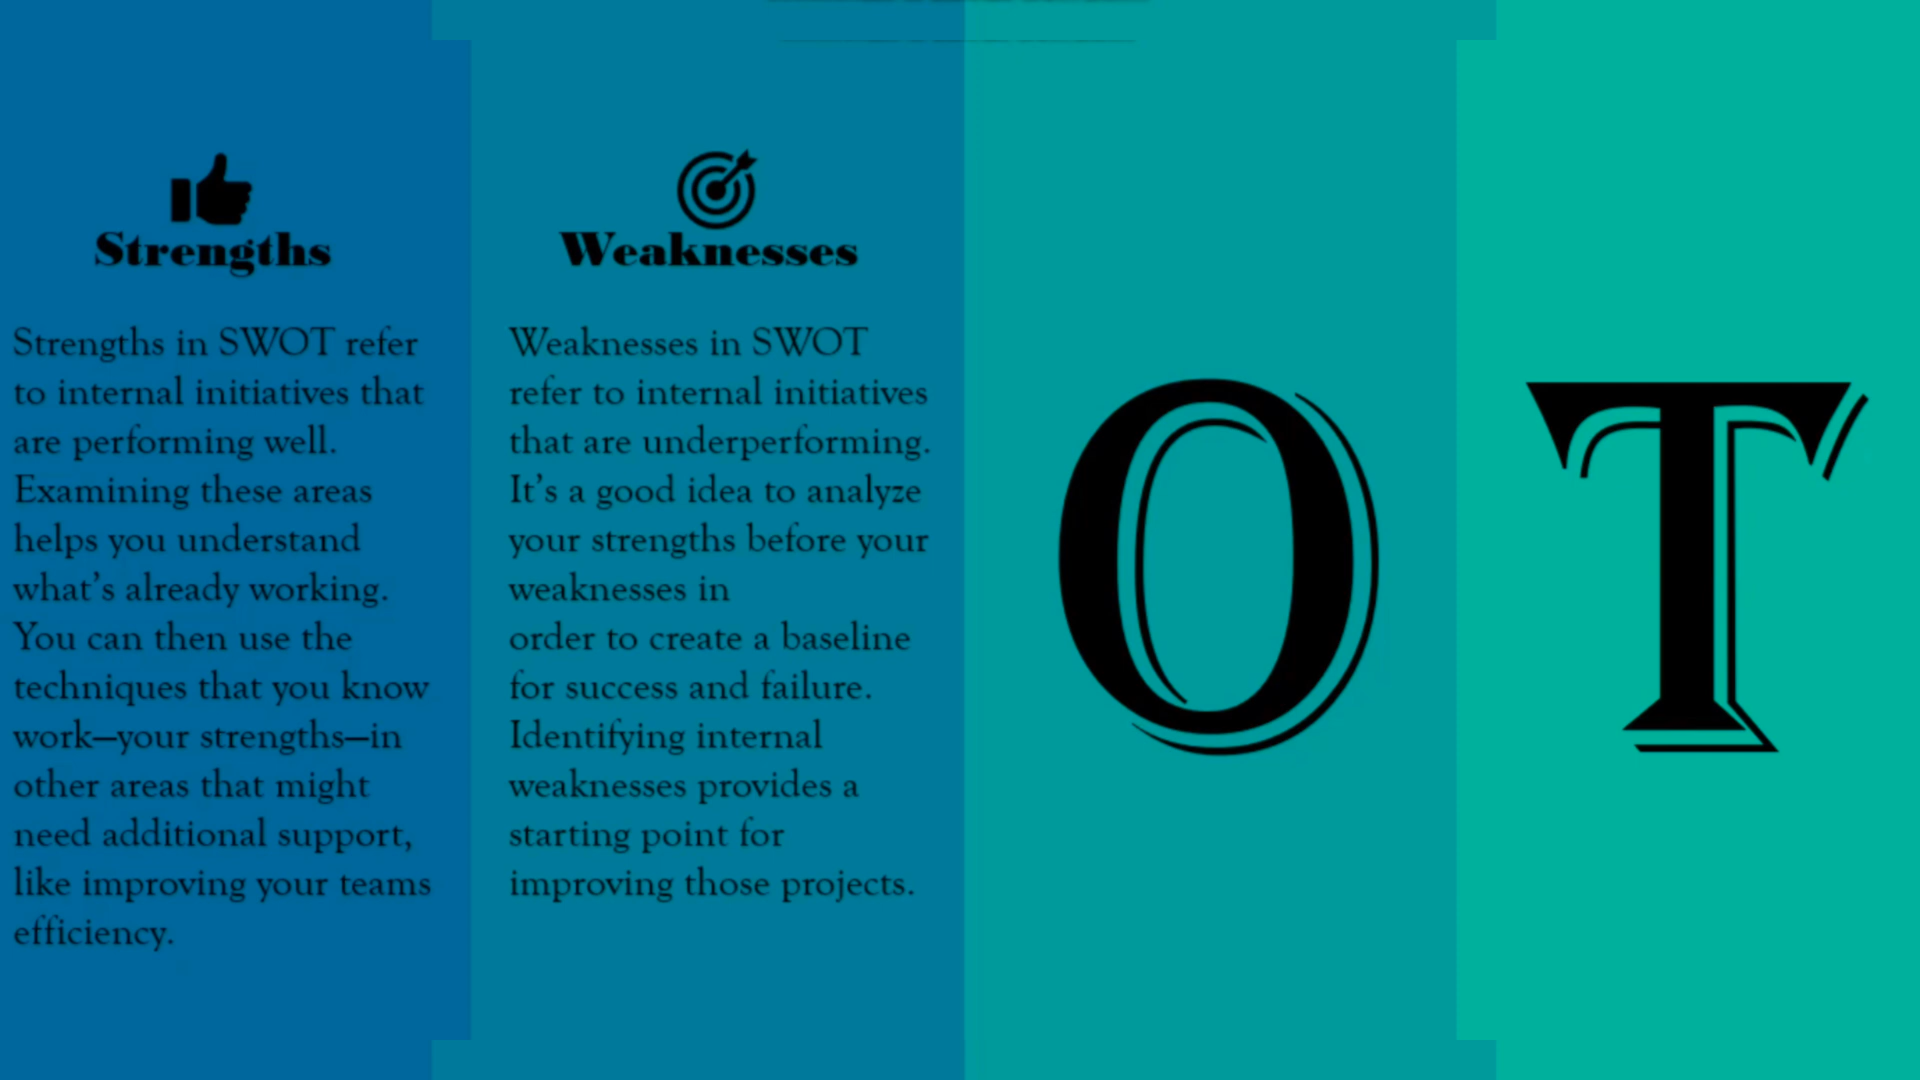 Strengths
Strengths in SWOT refer
to internal initiatives that
are performing well.
Examining these areas
helps you understand
what's already working.
You can then use the
techniques that you know
work—your strengths—in
other areas that might
need additional support,
like improving your teams
efficiency.
Weaknesses
Weaknesses in SWOT
refer to internal initiatives
that are underperforming.
It's a good idea to analyze
your strengths before your
weaknesses in
order to create a baseline
for success and failure.
Identifying internal
weaknesses provides a
starting point for
improving those projects.
O
T